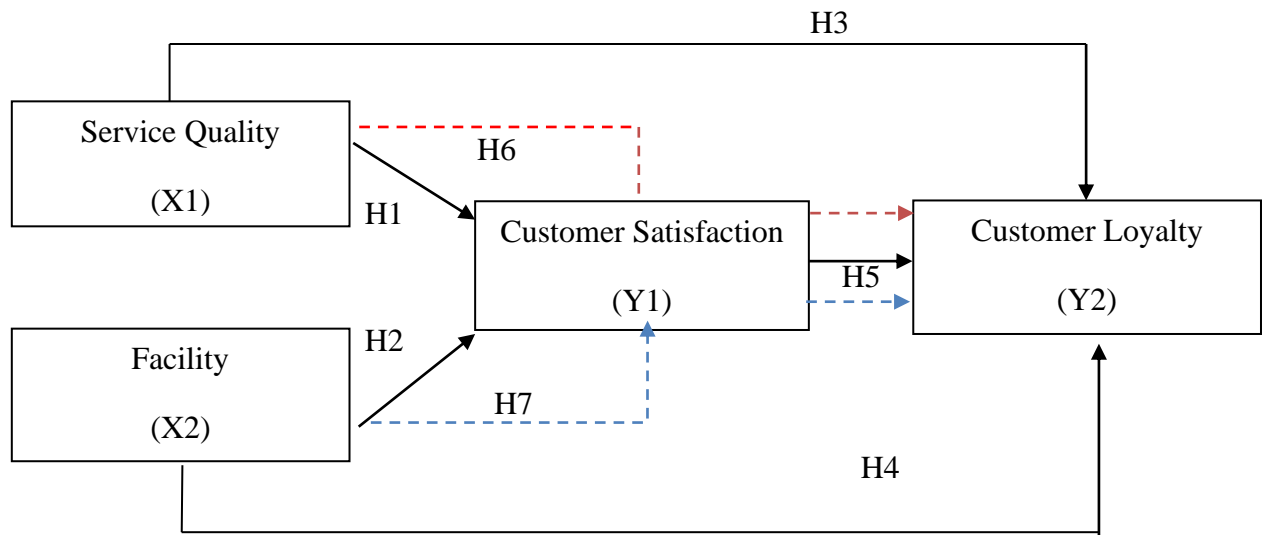 H3
Service Quality
(X1)
H6
H1
Customer Satisfaction
(Y1)
Customer Loyalty
(Y2)
H5
H2
Facility
(X2)
H7
H4